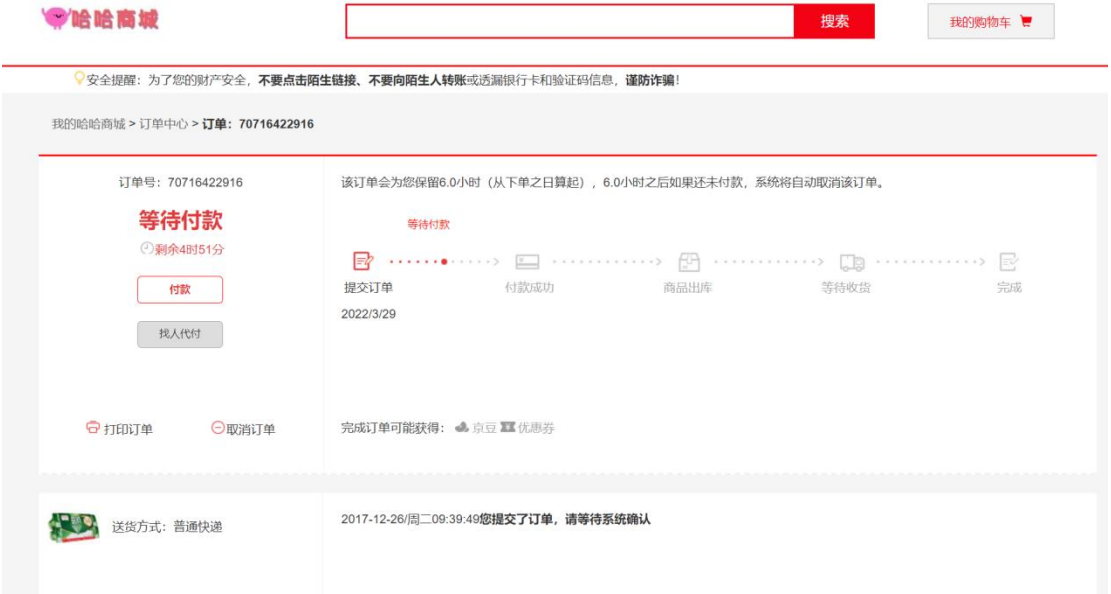 哈哈商城
搜索
我的购物车
安全提醒：为了您的财产安全，不要点击陌生链接、不要向陌生人转账或透漏银行卡和验证码信息，谨防诈骗！
我的哈哈商城 > 订单中心 > 订单：70716422916
订单号：70716422916
等待付款
剩余4时51分
付款
找人代付
打印订单 取消订单
该订单会为您保留6.0小时（从下单之日算起），6.0小时之后如果还未付款，系统将自动取消该订单。
等待付款
提交订单 付款成功 商品出库 等待收货 完成
2022/3/29
完成订单可能获得： 京豆 优惠券
送货方式：普通快递
2017-12-26/周二09:39:49您提交了订单，请等待系统确认